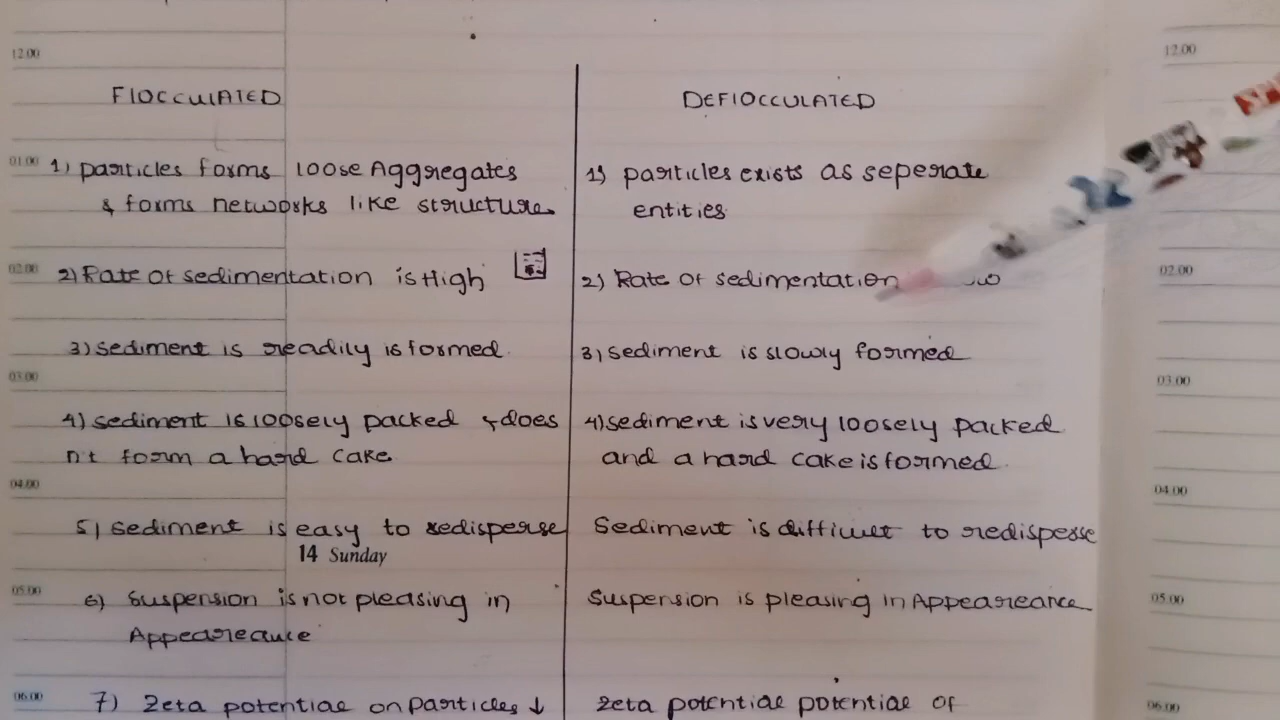 12.00
12.00
FLOCCULATED
DEFLOCCULATED
01.00
1) particles forms loose Aggregates
& forms networks like structure
1) particles exists as seperate
entities
02.00
2) Rate of sedimentation is High
2) Rate of sedimentation
02.00
3) sediment is readily is formed.
3) sediment is slowly formed
03.00
03.00
4) sediment is loosely packed & does
n't form a hard cake
4) sediment is very loosely packed
and a hard cake is formed.
04.00
04.00
5) sediment is easy to redisperse
Sediment is difficult to redisperse
14 Sunday
05.00
6) Suspension is not pleasing in
Appeareance
Suspension is pleasing in Appeareance
05.00
06.00
7) Zeta potential on particles ↓
zeta potential potential of
06.00